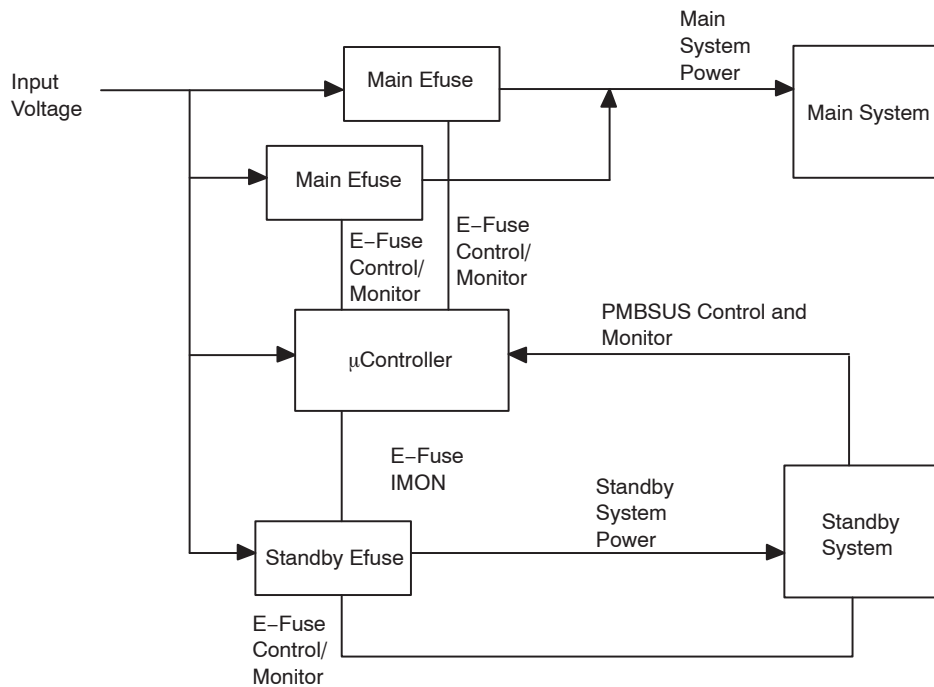 Main
System
Power
Input
Voltage
Main Efuse
Main System
Main Efuse
E−Fuse
Control/
Monitor
E−Fuse
Control/
Monitor
PMBSUS Control and
Monitor
μController
E−Fuse
IMON
Standby
System
Power
Standby
System
Standby Efuse
E−Fuse
Control/
Monitor